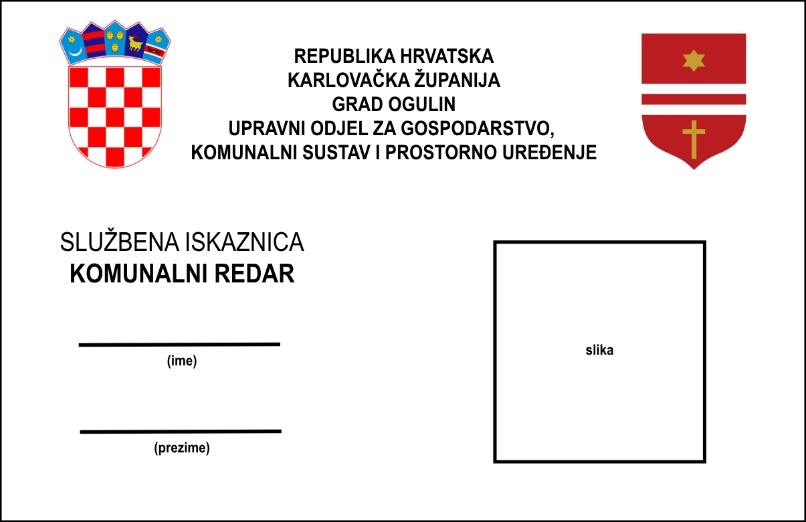 REPUBLIKA HRVATSKA
KARLOVAČKA ŽUPANIJA
GRAD OGULIN
UPRAVNI ODJEL ZA GOSPODARSTVO,
KOMUNALNI SUSTAV I PROSTORNO UREĐENJE
SLUŽBENA ISKAZNICA
KOMUNALNI REDAR
(ime)
(prezime)
slika